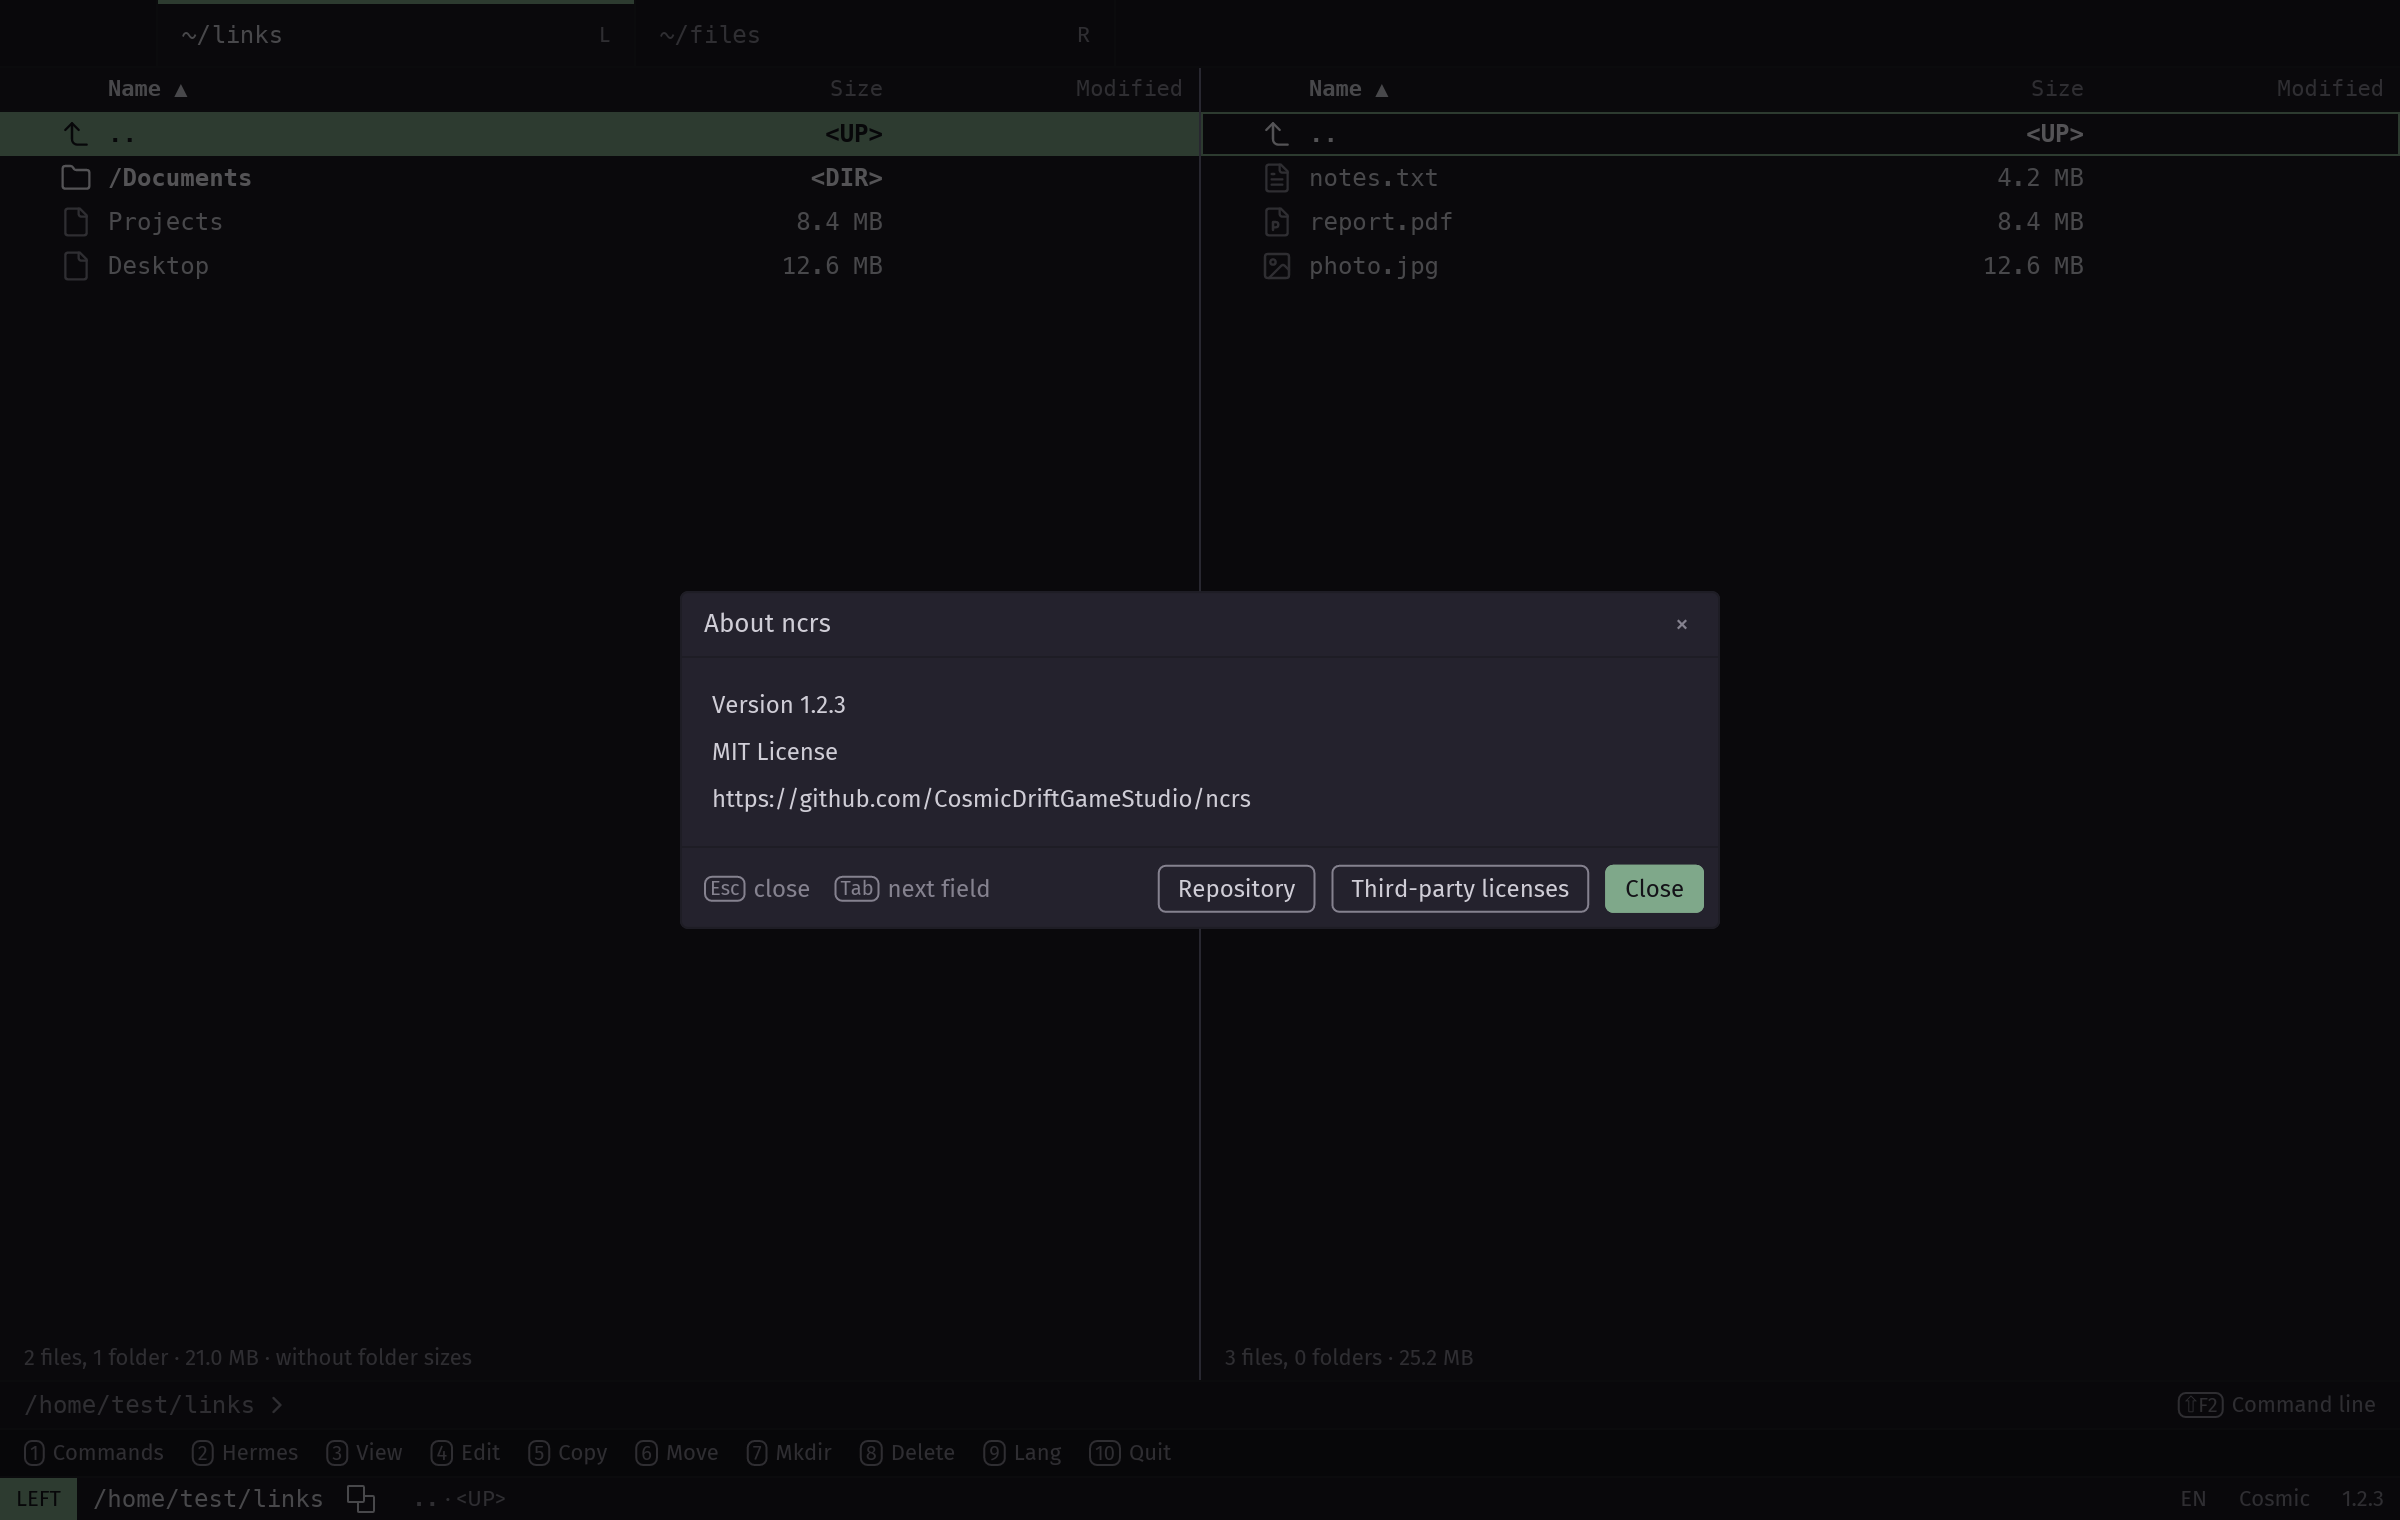 ~/links L ~/files R
Name ▲ Size Modified Name ▲ Size Modified
.. <UP> .. <UP>
/Documents <DIR> notes.txt 4.2 MB
Projects 8.4 MB report.pdf 8.4 MB
Desktop 12.6 MB photo.jpg 12.6 MB
About ncrs ×
Version 1.2.3
MIT License
https://github.com/CosmicDriftGameStudio/ncrs
Esc close Tab next field Repository Third-party licenses Close
2 files, 1 folder · 21.0 MB · without folder sizes 3 files, 0 folders · 25.2 MB
/home/test/links > ⇧F2 Command line
1 Commands 2 Hermes 3 View 4 Edit 5 Copy 6 Move 7 Mkdir 8 Delete 9 Lang 10 Quit
LEFT /home/test/links .. · <UP> EN Cosmic 1.2.3